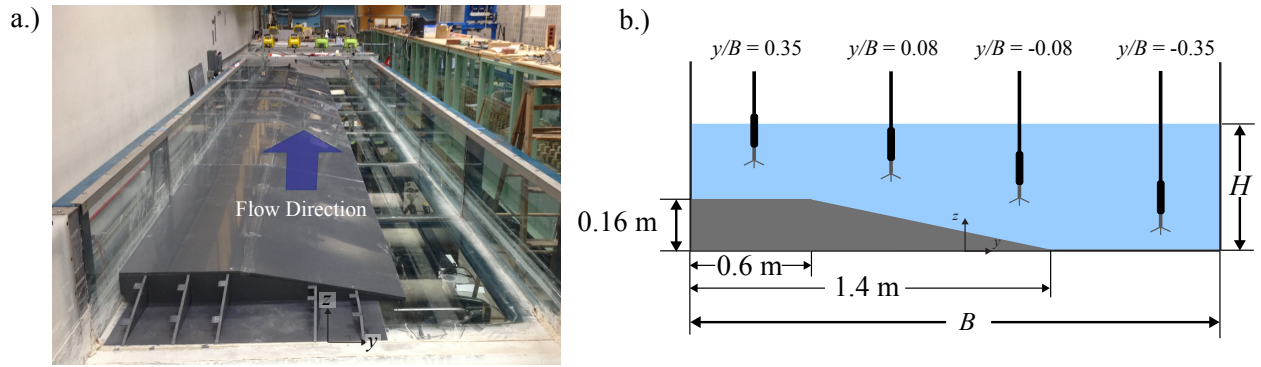 a.)
Flow Direction
z
y
b.)
y/B = 0.35 y/B = 0.08 y/B = -0.08 y/B = -0.35
H
0.16 m
z
y
0.6 m
1.4 m
B